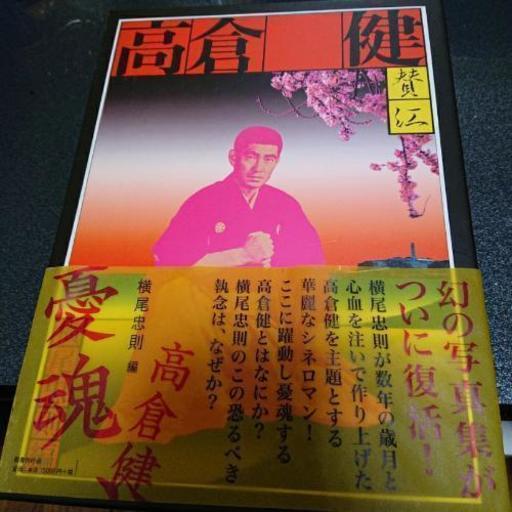 高倉健
賛江
幻の写真集が
ついに復活！
横尾忠則が数年の歳月と
心血を注いで作り上げた
高倉健を主題とする
華麗なシネロマン！
ここに躍動し憂魂する
高倉健とはなにか？
横尾忠則のこの恐るべき
執念は、なぜか？
横尾忠則 編
憂魂
高倉健